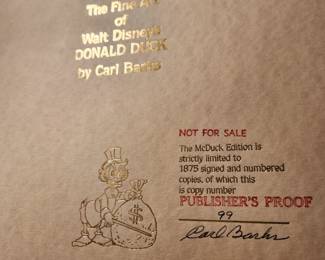 The Fine Art
of
Walt Disney's
DONALD DUCK
by Carl Barks
NOT FOR SALE
The McDuck Edition is
strictly limited to
1875 signed and numbered
copies, of which this
is copy number
PUBLISHER'S PROOF
99
Carl Barks
$